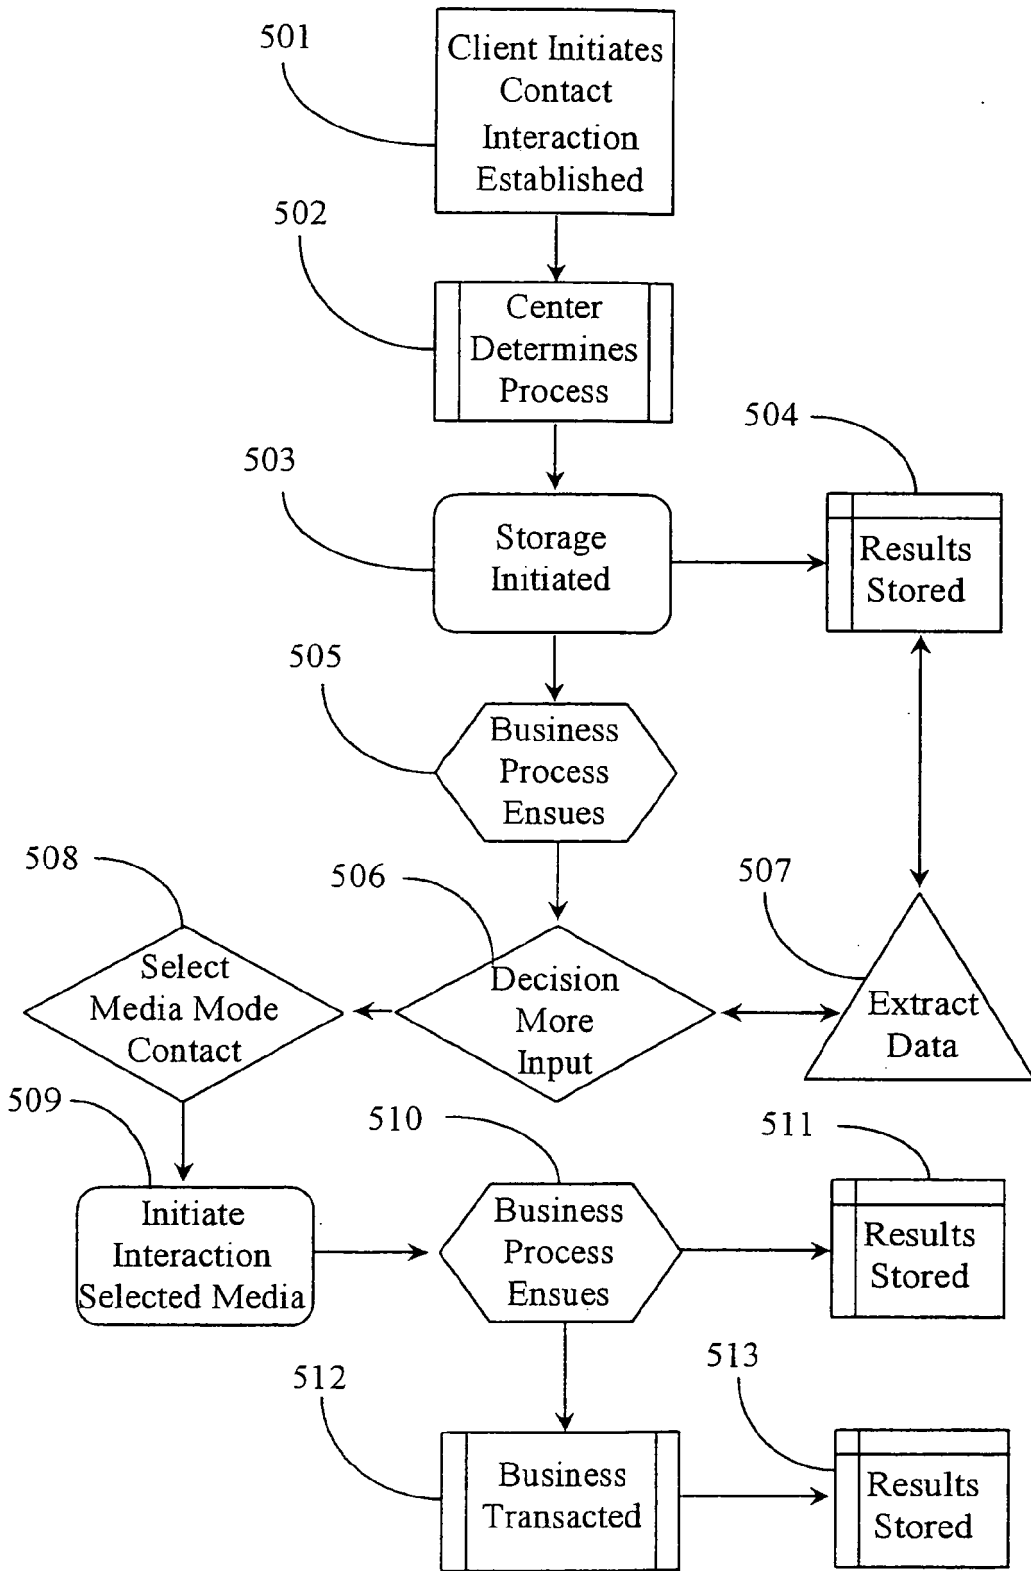 501
Client Initiates
Contact
Interaction
Established
502
Center
Determines
Process
503
Storage
Initiated
504
Results
Stored
505
Business
Process
Ensues
506
Decision
More
Input
507
Extract
Data
508
Select
Media Mode
Contact
509
Initiate
Interaction
Selected Media
510
Business
Process
Ensues
511
Results
Stored
512
Business
Transacted
513
Results
Stored